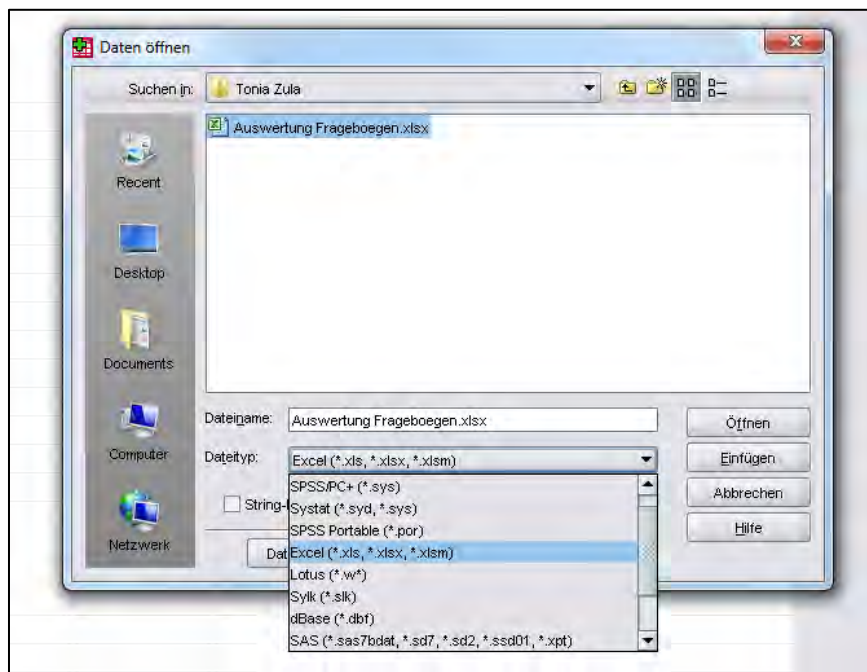 Daten öffnen
Suchen in:
Tonia Zula
Auswertung Frageboegen.xlsx
Recent
Desktop
Documents
Computer
Netzwerk
Dateiname:
Auswertung Frageboegen.xlsx
Öffnen
Dateityp:
Excel (*.xls, *.xlsx, *.xlsm)
Einfügen
SPSS/PC+ (*.sys)
Abbrechen
String-
Systat (*.syd, *.sys)
SPSS Portable (*.por)
Hilfe
Dat
Excel (*.xls, *.xlsx, *.xlsm)
Lotus (*.w*)
Sylk (*.slk)
dBase (*.dbf)
SAS (*.sas7bdat, *.sd7, *.sd2, *.ssd01, *.xpt)